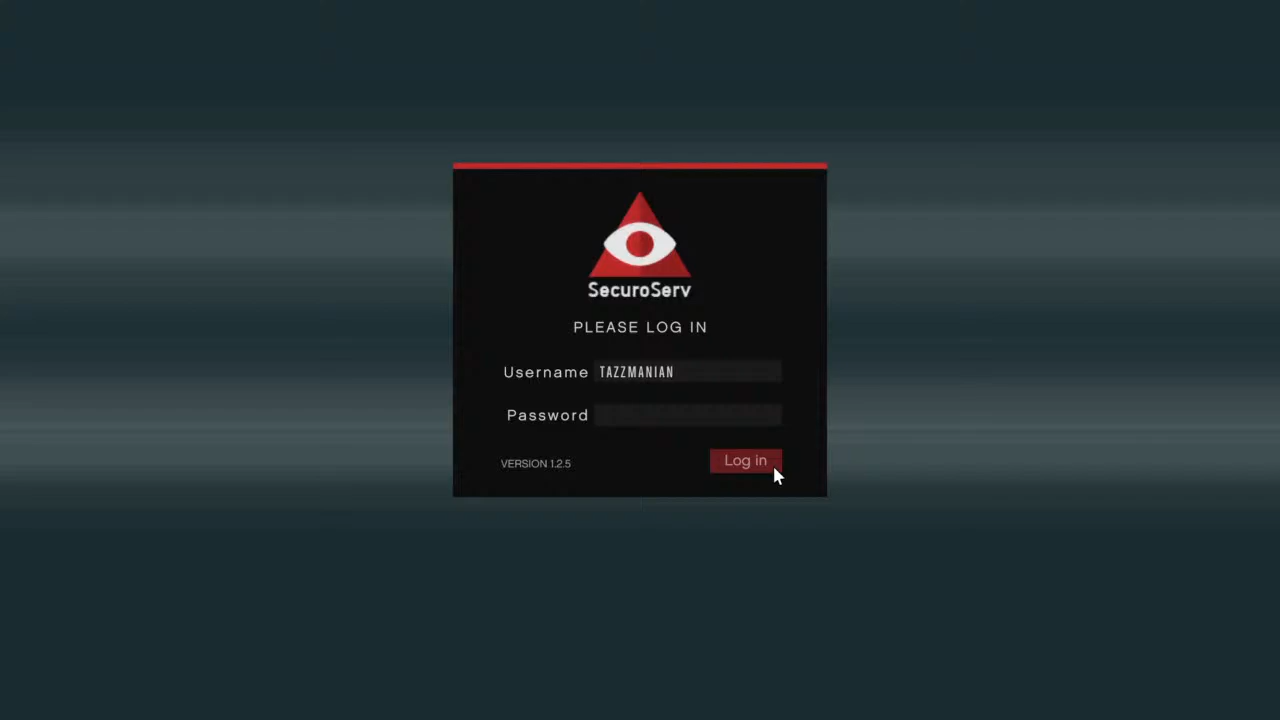 SecuroServ
PLEASE LOG IN
Username TAZZMANIAN
Password
VERSION 1.2.5 Log in